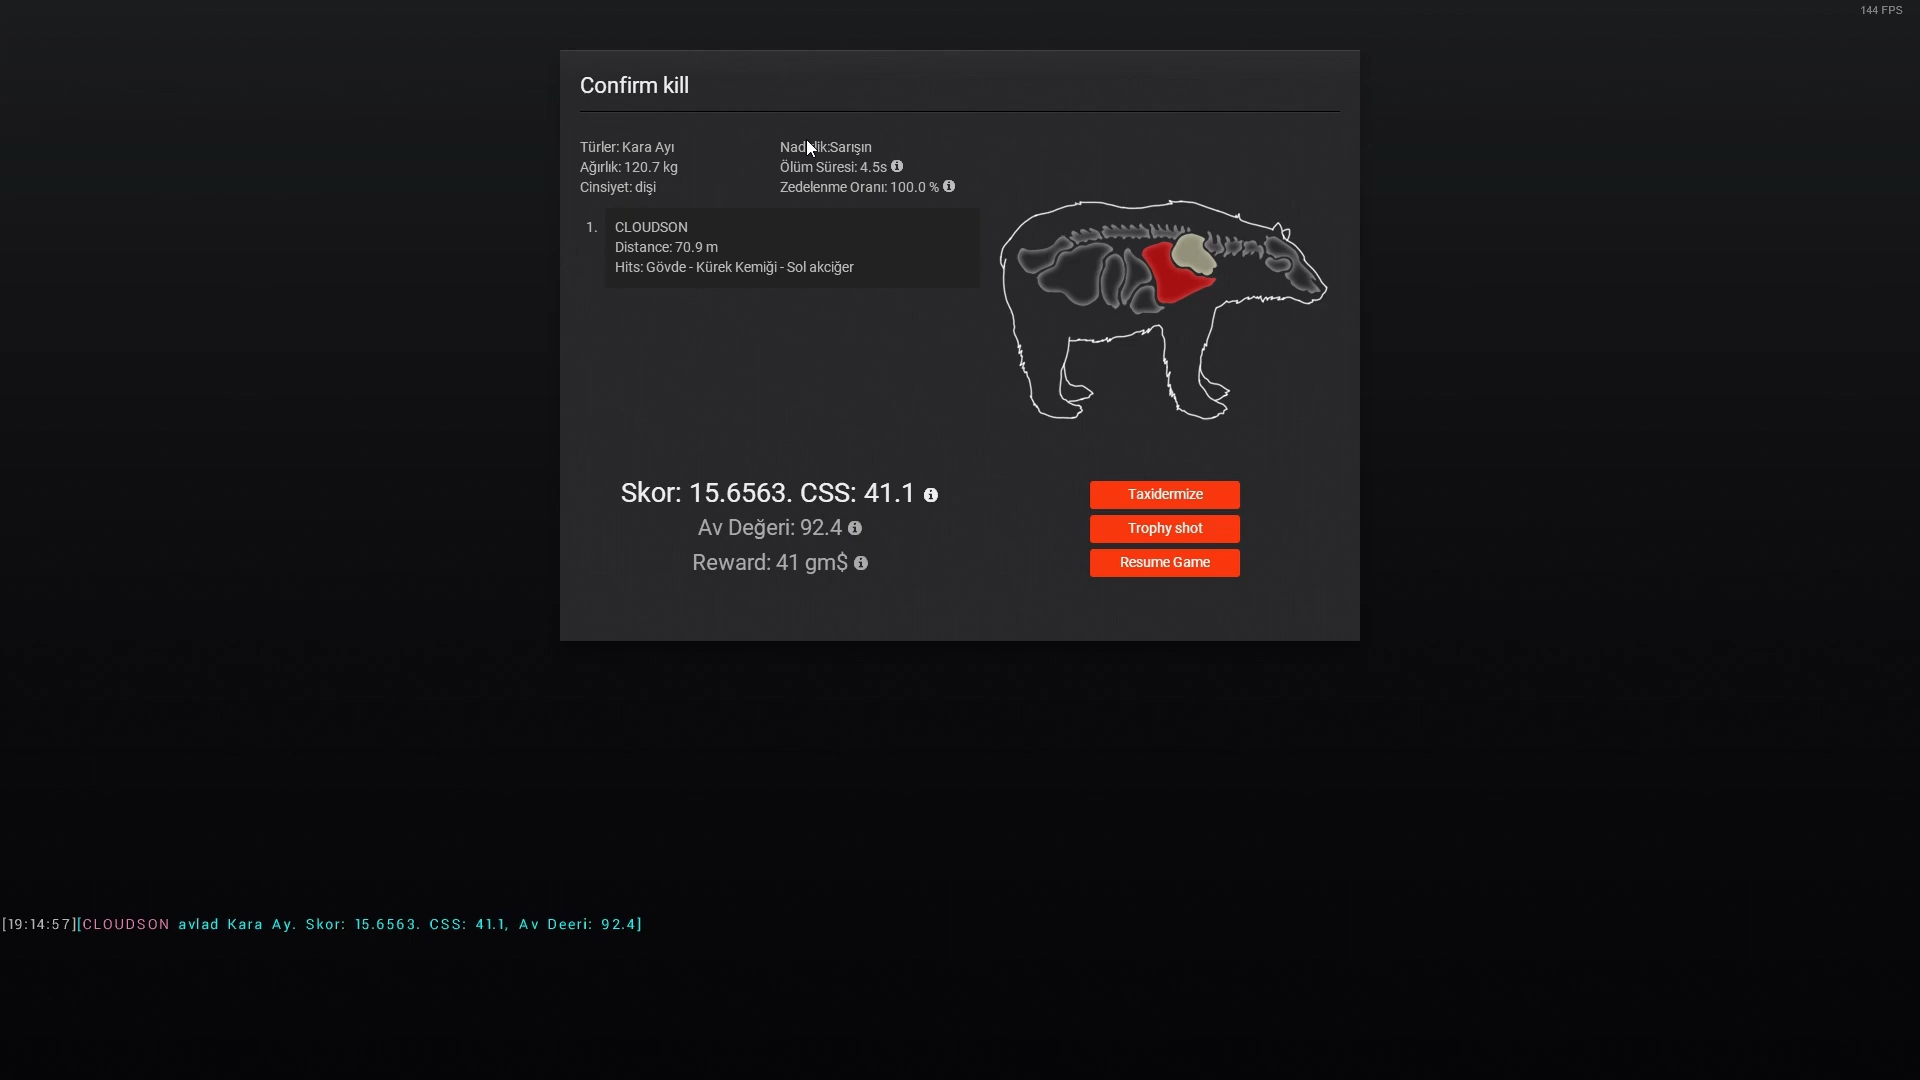 144 FPS
Confirm kill
Türler: Kara Ayı
Ağırlık: 120.7 kg
Cinsiyet: dişi
Sarışın
Ölüm Süresi: 4.5s
Zedelenme Oranı: 100.0 %
1. CLOUDSON
Distance: 70.9 m
Hits: Gövde - Kürek Kemiği - Sol akciğer
Skor: 15.6563. CSS: 41.1
Av Değeri: 92.4
Reward: 41 gm$
Taxidermize
Trophy shot
Resume Game
[19:14:57][CLOUDSON avlad Kara Ay. Skor: 15.6563. CSS: 41.1, Av Deeri: 92.4]